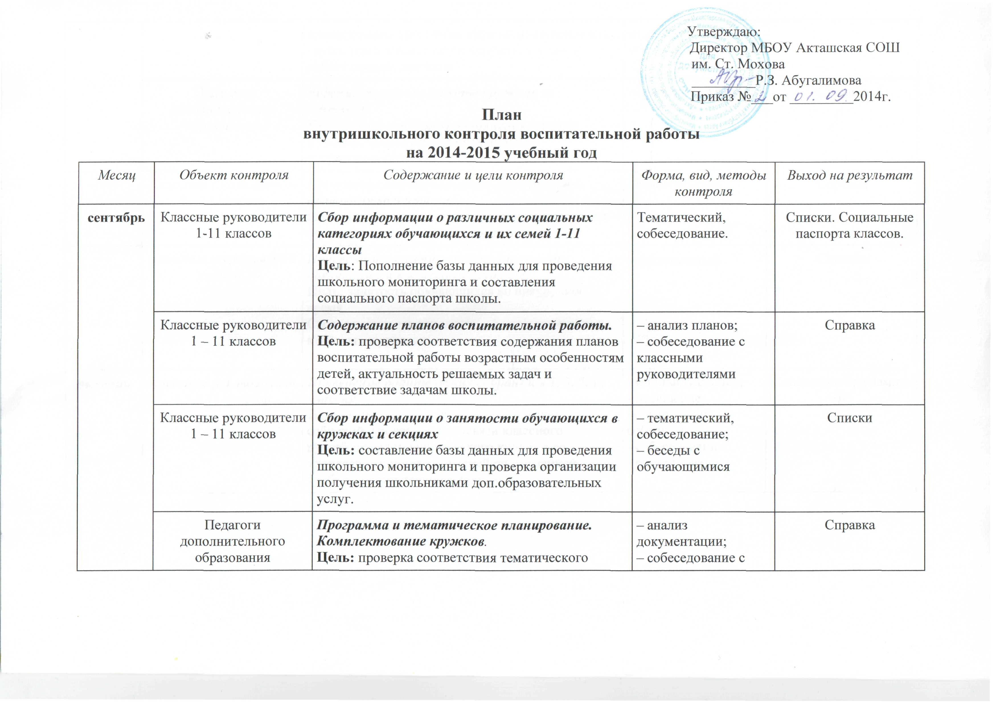 Утверждаю:
Директор МБОУ Акташская СОШ
им. Ст. Мохова
_________Р.З. Абугалимова
Приказ №2 от 01. 09. 2014г.
План
внутришкольного контроля воспитательной работы
на 2014-2015 учебный год
Месяц
Объект контроля
Содержание и цели контроля
Форма, вид, методы
контроля
Выход на результат
сентябрь
Классные руководители
1-11 классов
Сбор информации о различных социальных
категориях обучающихся и их семей 1-11
классы
Цель: Пополнение базы данных для проведения
школьного мониторинга и составления
социального паспорта школы.
Тематический,
собеседование.
Списки. Социальные
паспорта классов.
Классные руководители
1 – 11 классов
Содержание планов воспитательной работы.
Цель: проверка соответствия содержания планов
воспитательной работы возрастным особенностям
детей, актуальность решаемых задач и
соответствие задачам школы.
– анализ планов;
– собеседование с
классными
руководителями
Справка
Классные руководители
1 – 11 классов
Сбор информации о занятости обучающихся в
кружках и секциях
Цель: составление базы данных для проведения
школьного мониторинга и проверка организации
получения школьниками доп.образовательных
услуг.
– тематический,
собеседование;
– беседы с
обучающимися
Списки
Педагоги
дополнительного
образования
Программа и тематическое планирование.
Комплектование кружков.
Цель: проверка соответствия тематического
– анализ
документации;
– собеседование с
Справка
для
документов